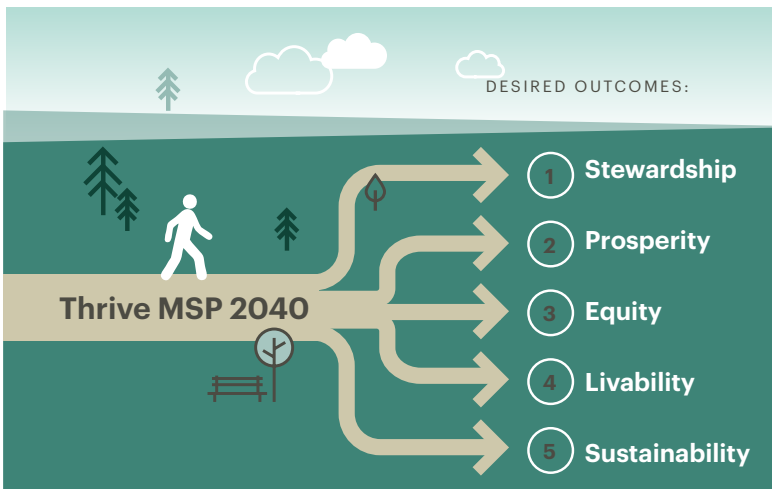 DESIRED OUTCOMES:
1 Stewardship
2 Prosperity
Thrive MSP 2040
3 Equity
4 Livability
5 Sustainability